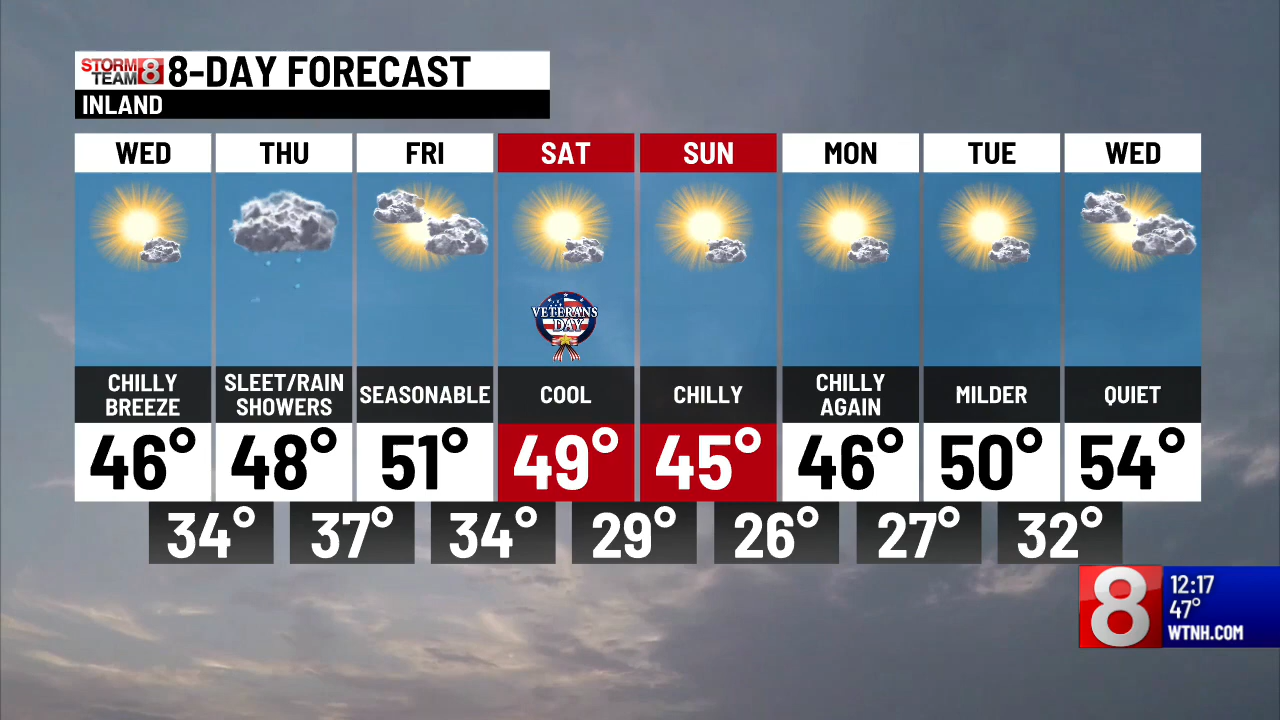 STORM
TEAM 8
8-DAY FORECAST
INLAND
WED THU FRI SAT SUN MON TUE WED
VETERANS
DAY
CHILLY
BREEZE
SLEET/RAIN
SHOWERS
SEASONABLE
COOL
CHILLY
CHILLY
AGAIN
MILDER
QUIET
46° 48° 51° 49° 45° 46° 50° 54°
34° 37° 34° 29° 26° 27° 32°
8
12:17
47°
WTNH.COM